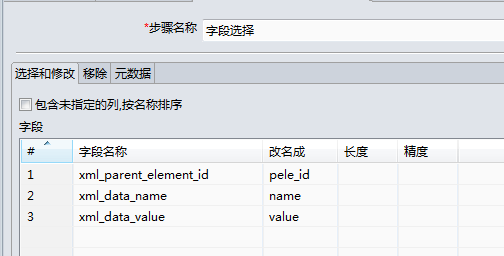 *步骤名称 字段选择
选择和修改 移除 元数据
包含未指定的列,按名称排序
字段
# 字段名称 改名成 长度 精度
1 xml_parent_element_id pele_id
2 xml_data_name name
3 xml_data_value value